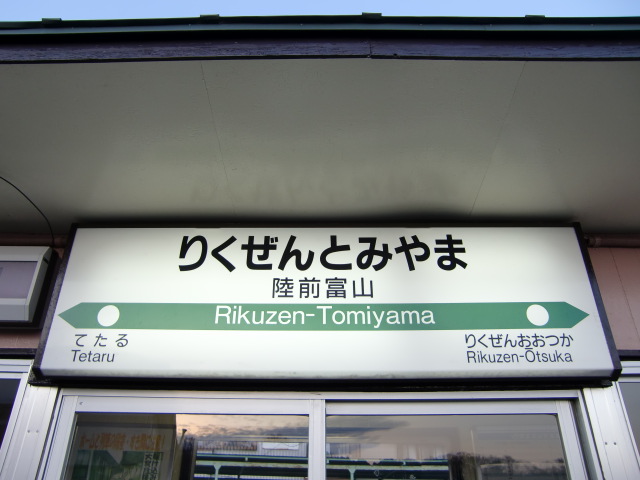 りくぜんとみやま
陸前富山
Rikuzen-Tomiyama
てたる
Tetaru
りくぜんおおつか
Rikuzen-Ōtsuka